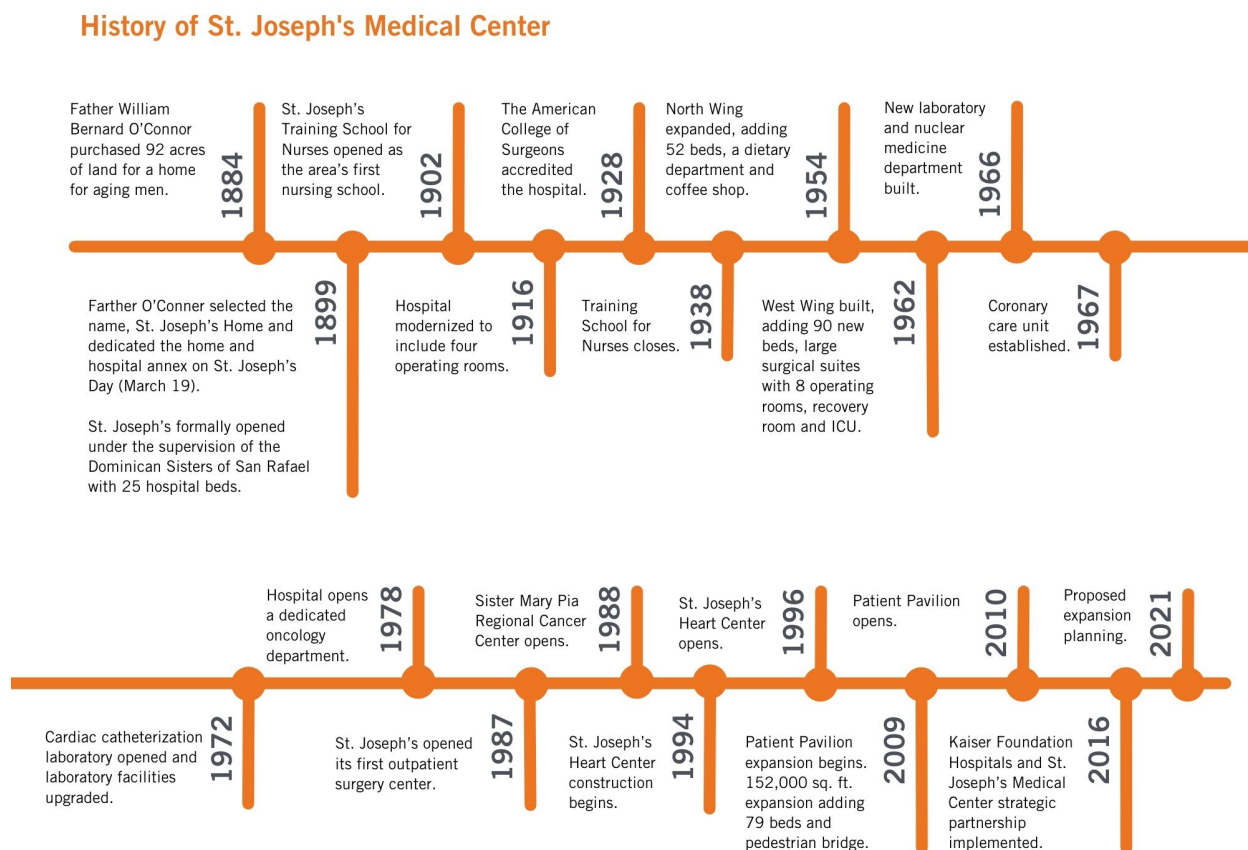 History of St. Joseph's Medical Center
Father William
Bernard O’Connor
purchased 92 acres
of land for a home
for aging men.
1884
Farther O’Conner selected the
name, St. Joseph’s Home and
dedicated the home and
hospital annex on St. Joseph’s
Day (March 19).
St. Joseph’s formally opened
under the supervision of the
Dominican Sisters of San Rafael
with 25 hospital beds.
1899
St. Joseph’s
Training School for
Nurses opened as
the area’s first
nursing school.
1902
Hospital
modernized to
include four
operating rooms.
1916
The American
College of
Surgeons
accredited
the hospital.
1928
Training
School for
Nurses closes.
1938
North Wing
expanded, adding
52 beds, a dietary
department and
coffee shop.
1954
West Wing built,
adding 90 new
beds, large
surgical suites
with 8 operating
rooms, recovery
room and ICU.
1962
New laboratory
and nuclear
medicine
department
built.
1966
Coronary
care unit
established.
1967
Cardiac catheterization
laboratory opened and
laboratory facilities
upgraded.
1972
Hospital opens
a dedicated
oncology
department.
1978
St. Joseph’s opened
its first outpatient
surgery center.
1987
Sister Mary Pia
Regional Cancer
Center opens.
1988
St. Joseph’s
Heart Center
construction
begins.
1994
St. Joseph’s
Heart Center
opens.
1996
Patient Pavilion
expansion begins.
152,000 sq. ft.
expansion adding
79 beds and
pedestrian bridge.
2009
Patient Pavilion
opens.
2010
Kaiser Foundation
Hospitals and St.
Joseph’s Medical
Center strategic
partnership
implemented.
2016
Proposed
expansion
planning.
2021